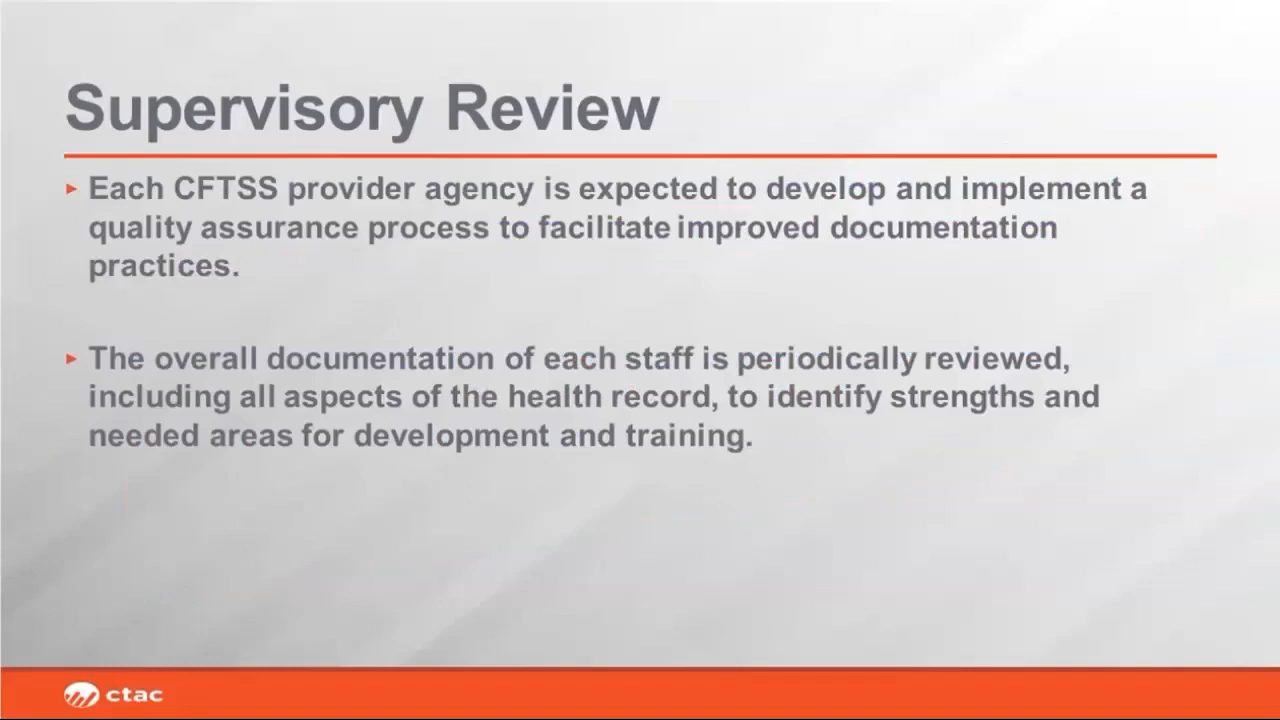 Supervisory Review
Each CFTSS provider agency is expected to develop and implement a
quality assurance process to facilitate improved documentation
practices.
The overall documentation of each staff is periodically reviewed,
including all aspects of the health record, to identify strengths and
needed areas for development and training.
ctac